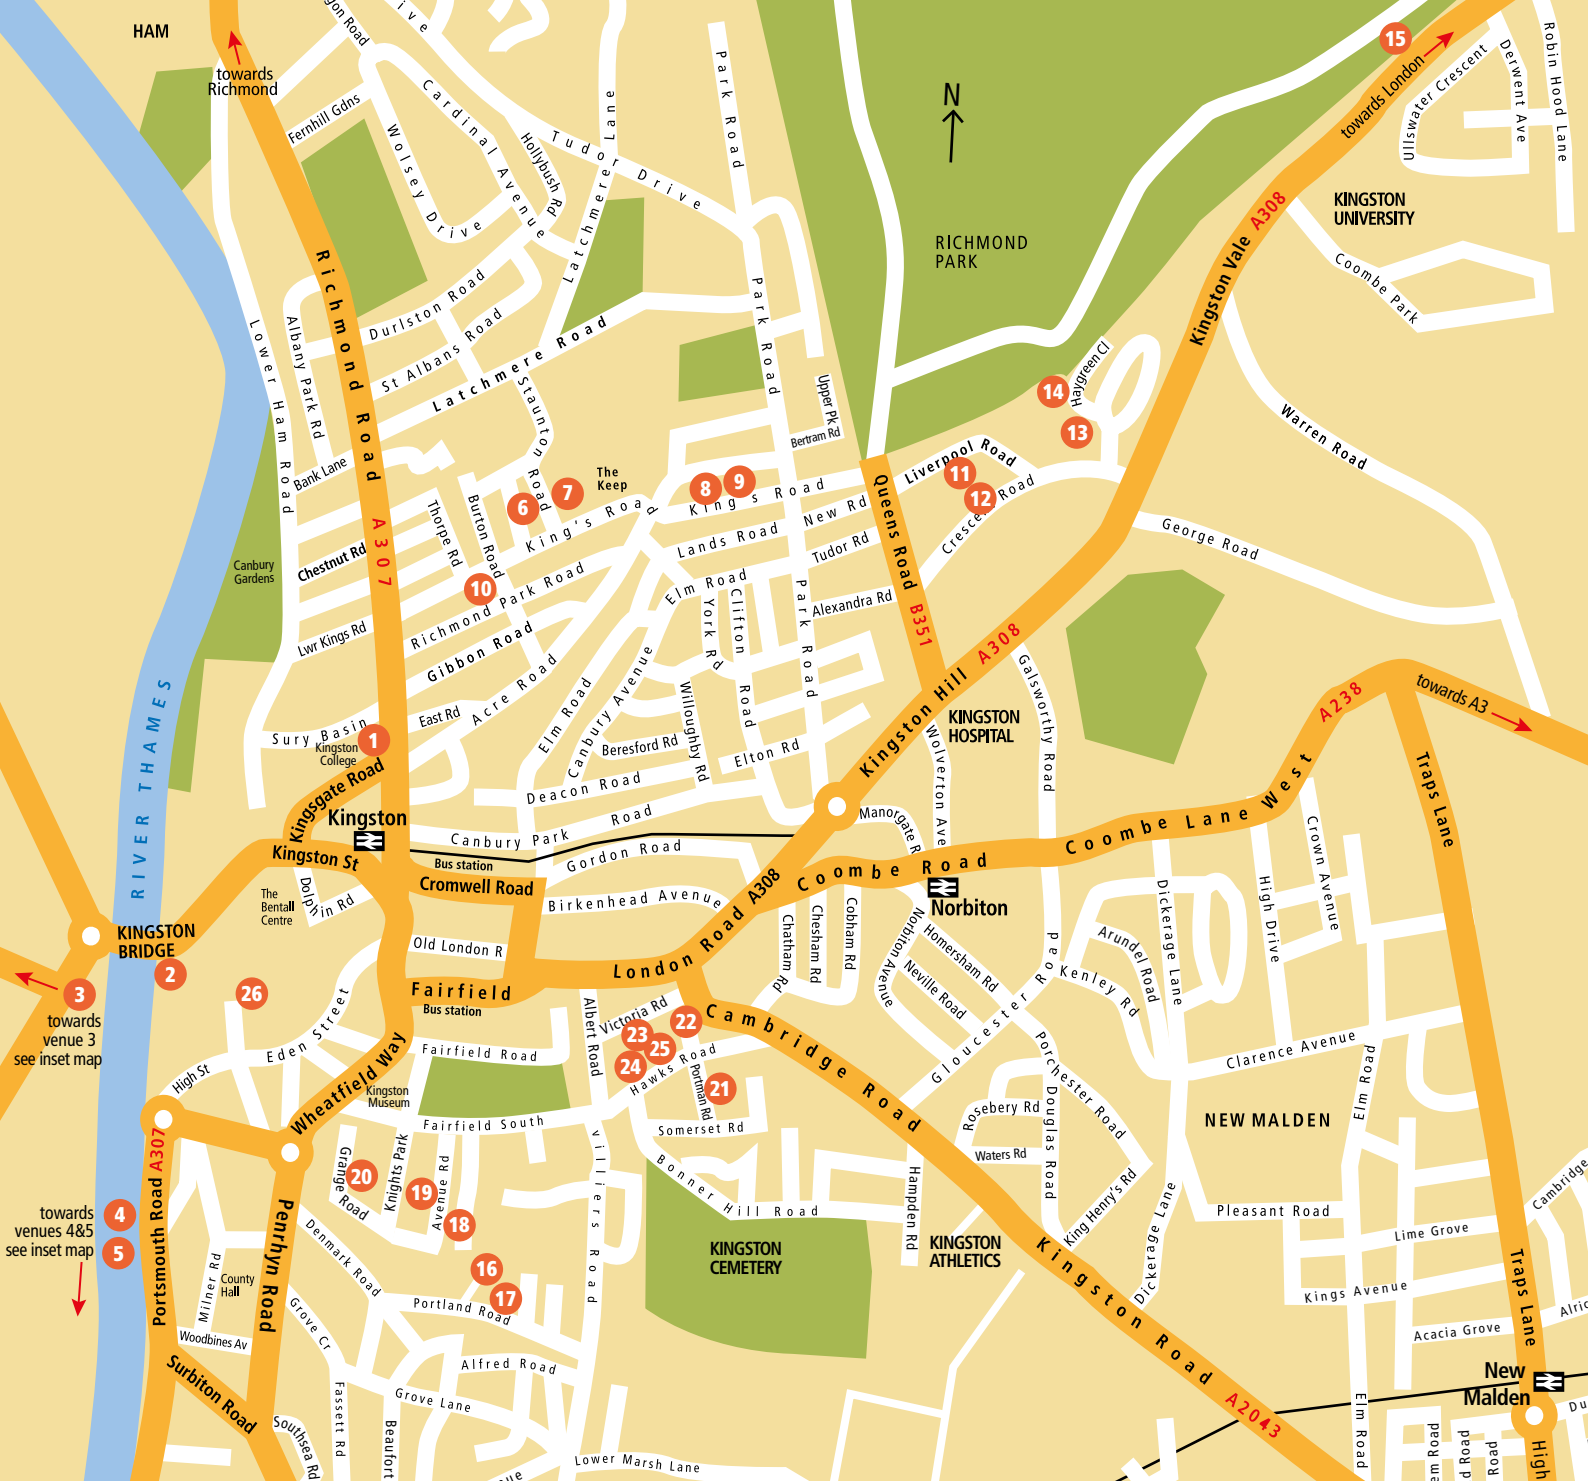 HAM
towards
Richmond
Fernhill Gdns
Wolsey Drive
Cardinal Avenue
Hollybush Rd
Tudor Drive
Latchmere Lane
Park Road
N
RICHMOND
PARK
15
towards London
Ullswater Crescent
Derwent Ave
Robin Hood Lane
KINGSTON
UNIVERSITY
Coombe Park
Kingston Vale A308
Warren Road
George Road
Richmond Road
A307
Lower Ham Road
Albany Park Rd
Durlston Road
St Albans Road
Latchmere Road
Latchmere Lane
Staunton Road
Park Road
Upper Pk
Bertram Rd
Bank Lane
Thorpe Rd
Burton Road
The
Keep
6
7
8
9
King's Road
King's Road
Lands Road
New Rd
Tudor Rd
Elm Road
York Rd
Clifton Road
Park Road
Alexandra Rd
Queens Road B351
Liverpool Road
11
12
Crescent Road
13
14
Haygreen Cl
Canbury
Gardens
Chestnut Rd
10
Richmond Park Road
Gibbon Road
Lwr Kings Rd
Acre Road
East Rd
Sury Basin
1
Kingston
College
Kingsgate Road
Elm Road
Canbury Avenue
Willoughby Rd
Beresford Rd
Deacon Road
Elton Rd
Canbury Park Road
Gordon Road
Kingston Hill A308
KINGSTON
HOSPITAL
Wolverton Ave
Galsworthy Road
Manorgate R
A238
towards A3
Traps Lane
Coombe Lane West
Coombe Road
Norbiton
Crown Avenue
High Drive
Dickerage Lane
Arundel Road
Kenley Rd
RIVER THAMES
Kingston
Kingston St
Bus station
Cromwell Road
Dolphin Rd
The
Bentall
Centre
Old London R
Birkenhead Avenue
London Road A308
Chatham Rd
Chesham Rd
Cobham Rd
Norbiton Avenue
Homersham Rd
Neville Road
Gloucester Road
KINGSTON
BRIDGE
2
3
towards
venue 3
see inset map
26
Fairfield
Bus station
Eden Street
High St
Wheatfield Way
Fairfield Road
Kingston
Museum
Fairfield South
Albert Road
Victoria Rd
22
23
25
24
Hawks Road
Portman Rd
21
Somerset Rd
Cambridge Road
Porchester Road
Douglas Road
Rosebery Rd
Waters Rd
King Henry's Rd
Clarence Avenue
NEW MALDEN
Elm Road
Pleasant Road
Lime Grove
Kings Avenue
Acacia Grove
Cambridge
Alric
Traps Lane
Dickerage Lane
Portsmouth Road A307
towards
venues 4&5
see inset map
4
5
Milner Rd
County
Hall
Woodbines Av
Penrhyn Road
Surbiton Road
Grange Road
20
Knights Park
19
Avenue Rd
18
Denmark Road
16
17
Portland Road
Villiers Road
Bonner Hill Road
KINGSTON
CEMETERY
Hampden Rd
KINGSTON
ATHLETICS
Kingston Road
A2043
Grove Cr
Alfred Road
Grove Lane
Fassett Rd
Beaufort
Southsea Rd
Lower Marsh Lane
New
Malden
Elm Road
High